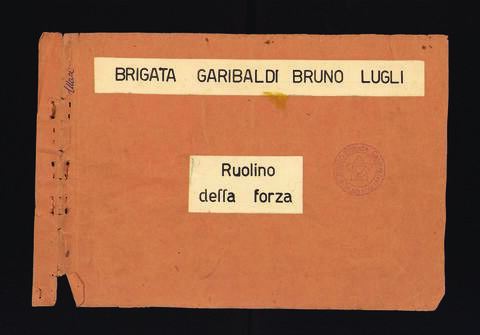 BRIGATA GARIBALDI BRUNO LUGLI
Ruolino
della forza